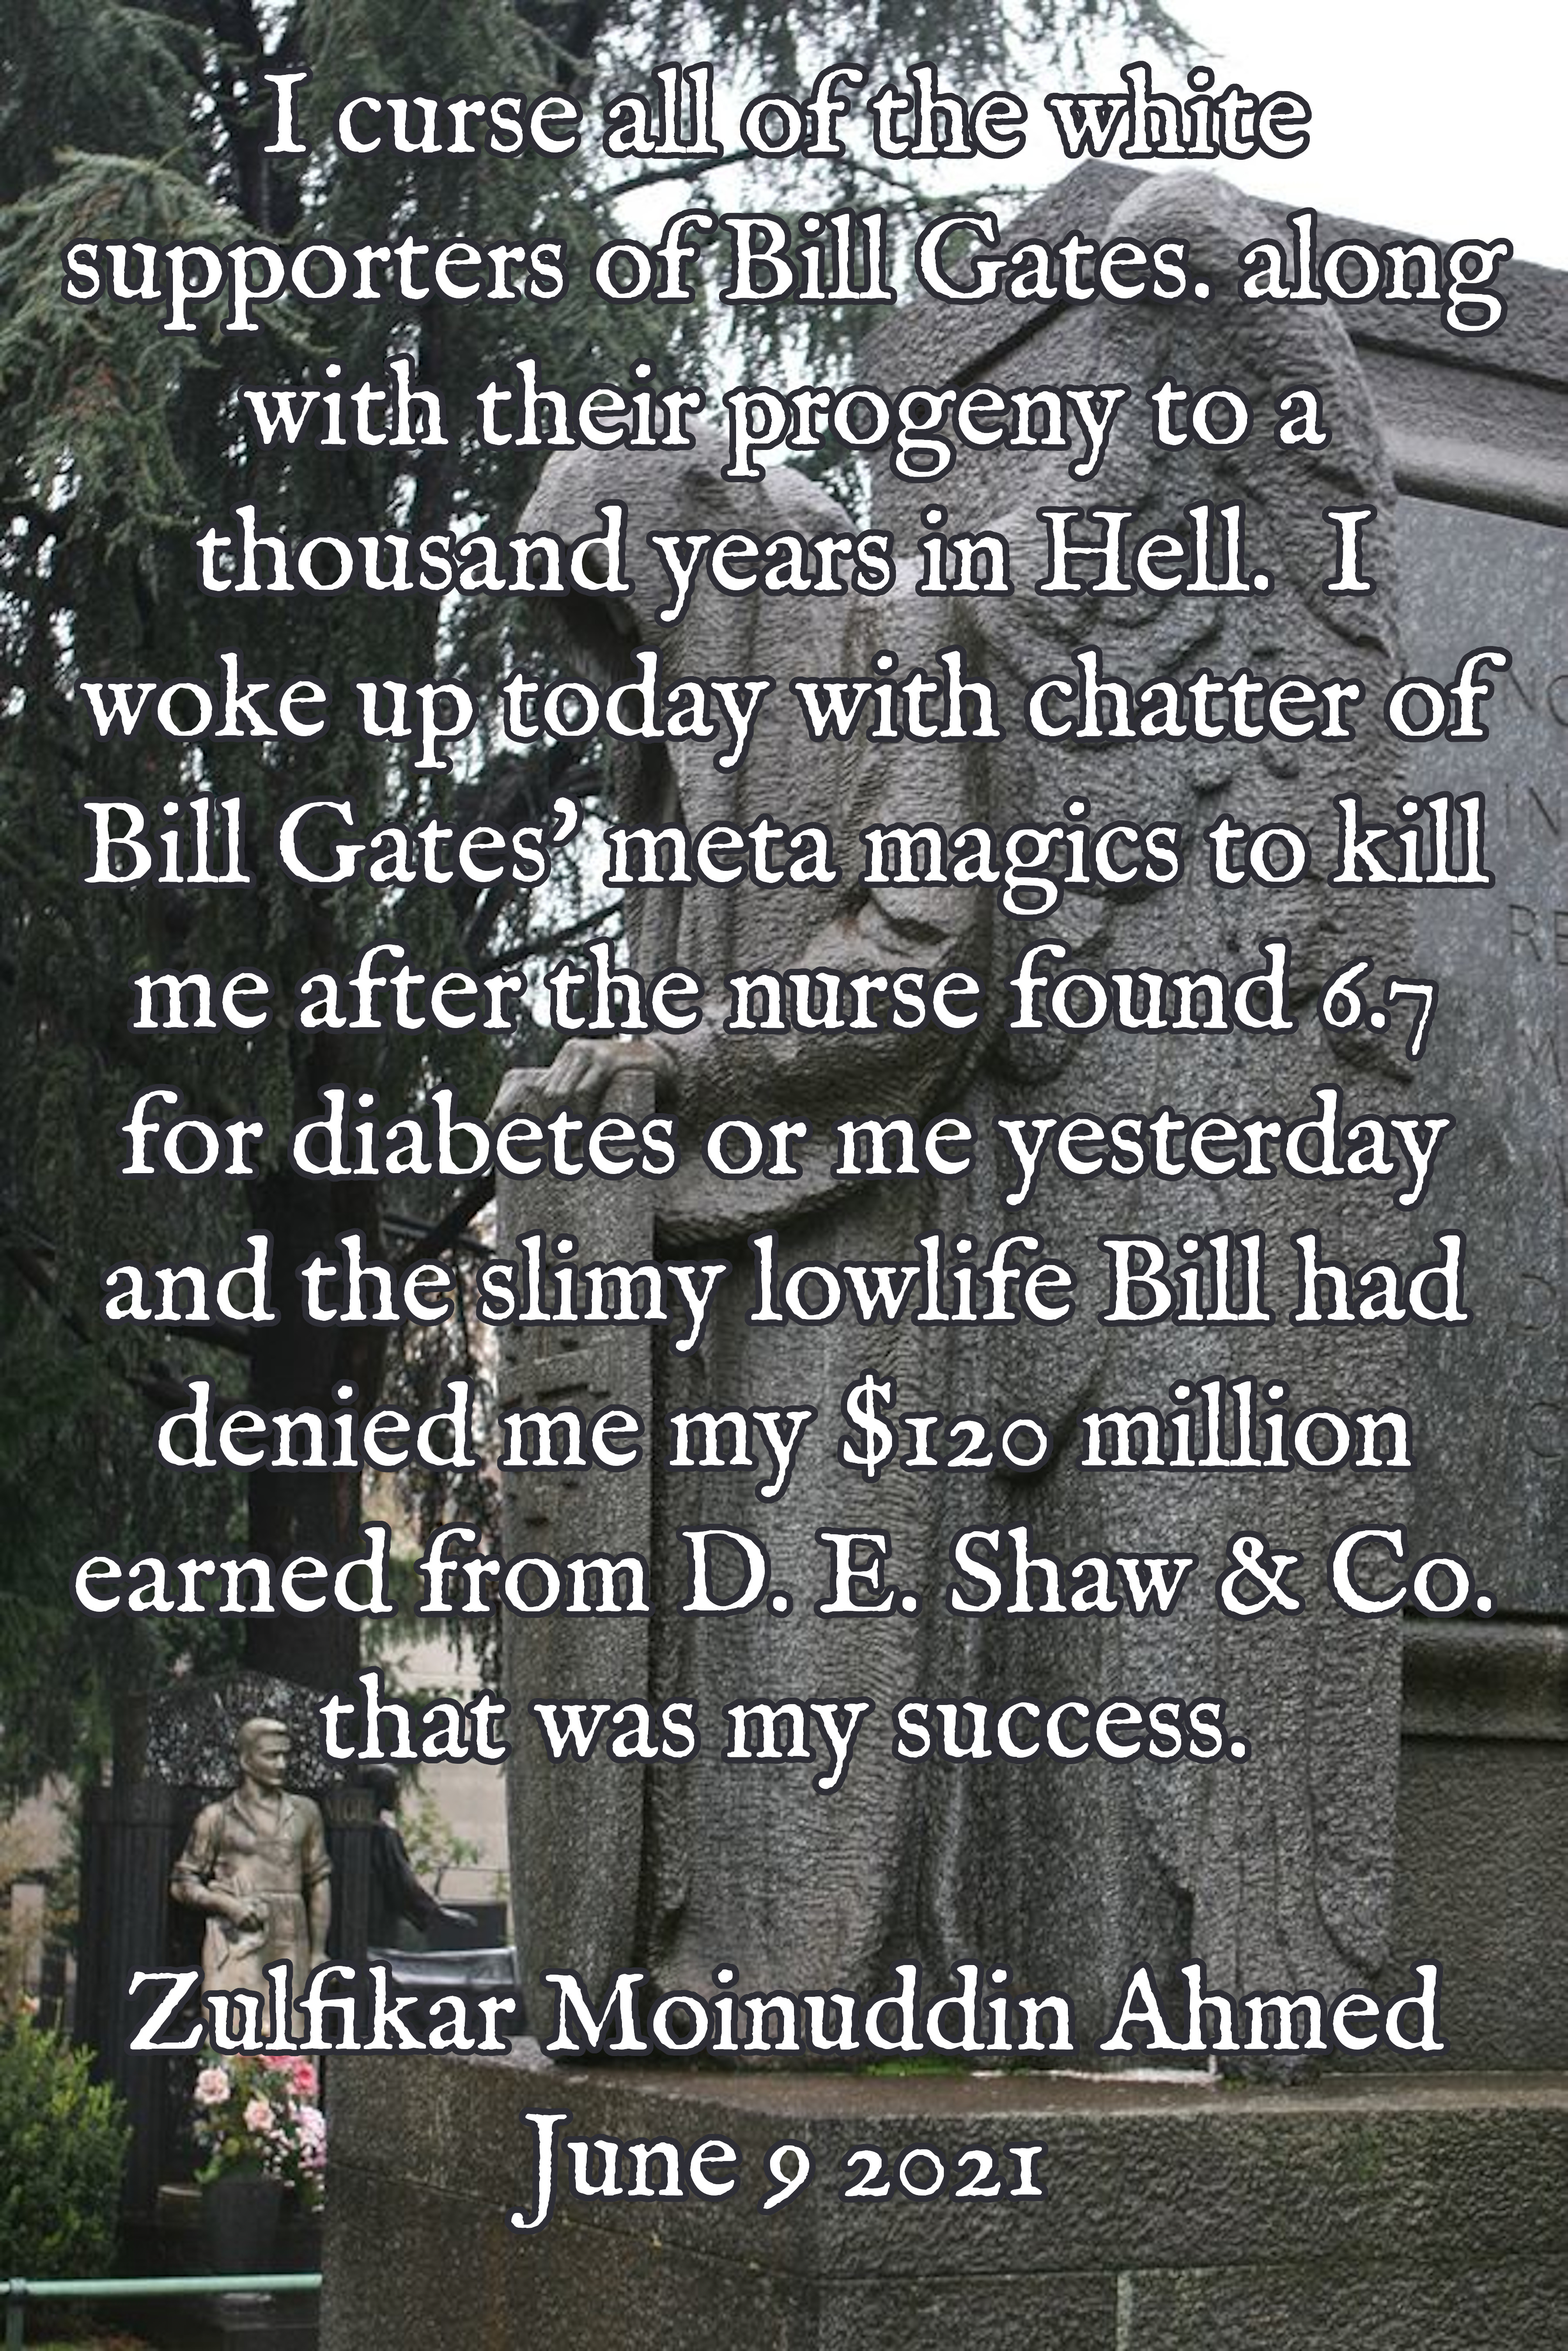 I curse all of the white
supporters of Bill Gates. along
with their progeny to a
thousand years in Hell.  I
woke up today with chatter of
Bill Gates' meta magics to kill
me after the nurse found 6.7
for diabetes or me yesterday
and the slimy lowlife Bill had
denied me my $120 million
earned from D. E. Shaw & Co.
that was my success.
Zulfikar Moinuddin Ahmed
June 9 2021